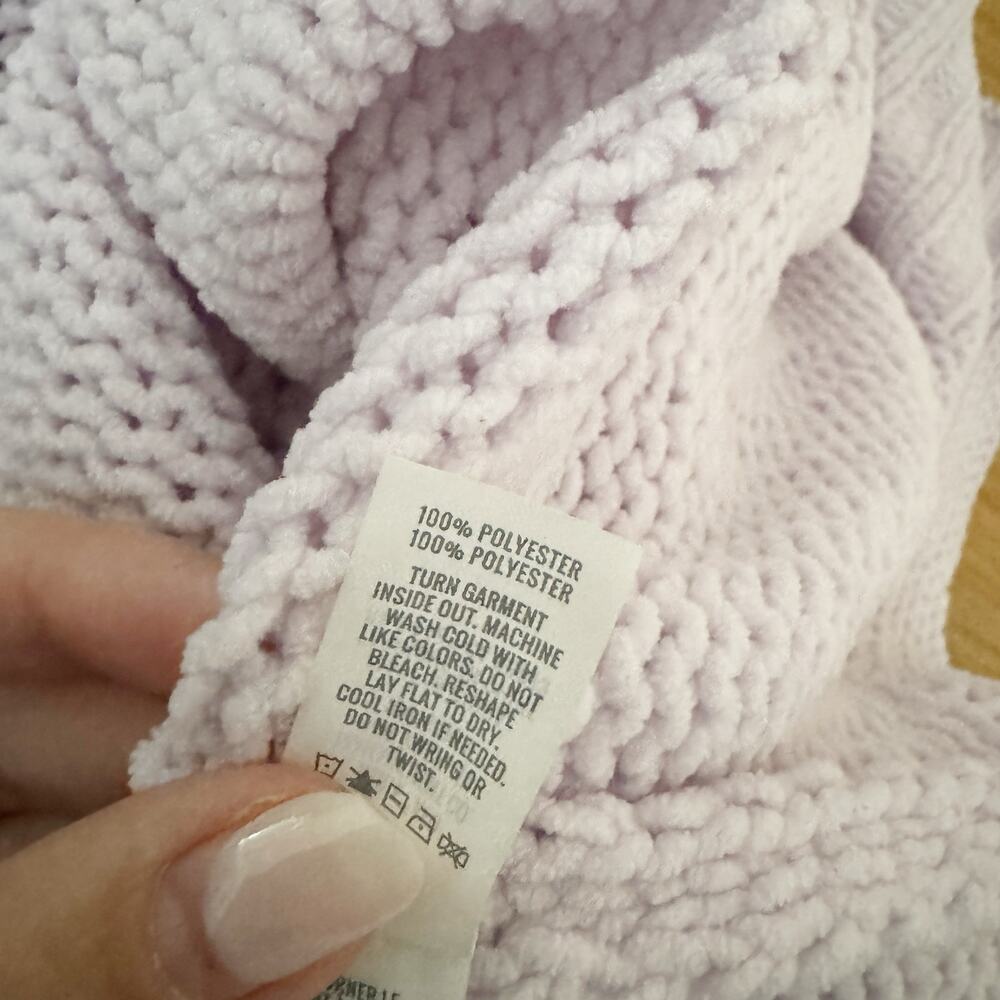 100% POLYESTER
100% POLYESTER
TURN GARMENT
INSIDE OUT. MACHINE
WASH COLD WITH
LIKE COLORS. DO NOT
BLEACH. RESHAPE
LAY FLAT TO DRY.
COOL IRON IF NEEDED.
DO NOT WRING OR
TWIST.